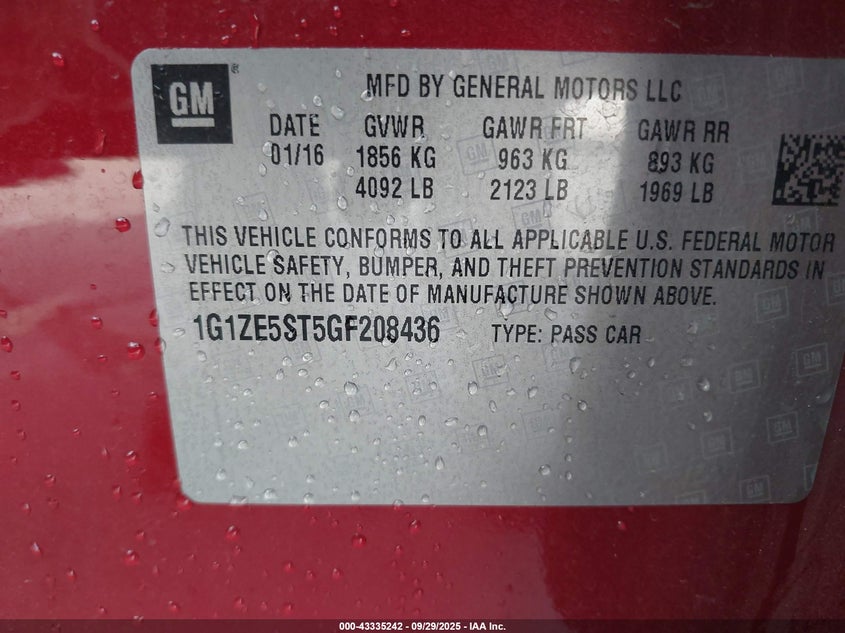 GM
MFD BY GENERAL MOTORS LLC
DATE GVWR GAWR FRT GAWR RR
01/16 1856 KG 963 KG 893 KG
4092 LB 2123 LB 1969 LB
THIS VEHICLE CONFORMS TO ALL APPLICABLE U.S. FEDERAL MOTOR
VEHICLE SAFETY, BUMPER, AND THEFT PREVENTION STANDARDS IN
EFFECT ON THE DATE OF MANUFACTURE SHOWN ABOVE.
1G1ZE5ST5GF208436 TYPE: PASS CAR
000-43335242 - 09/29/2025 - IAA Inc.